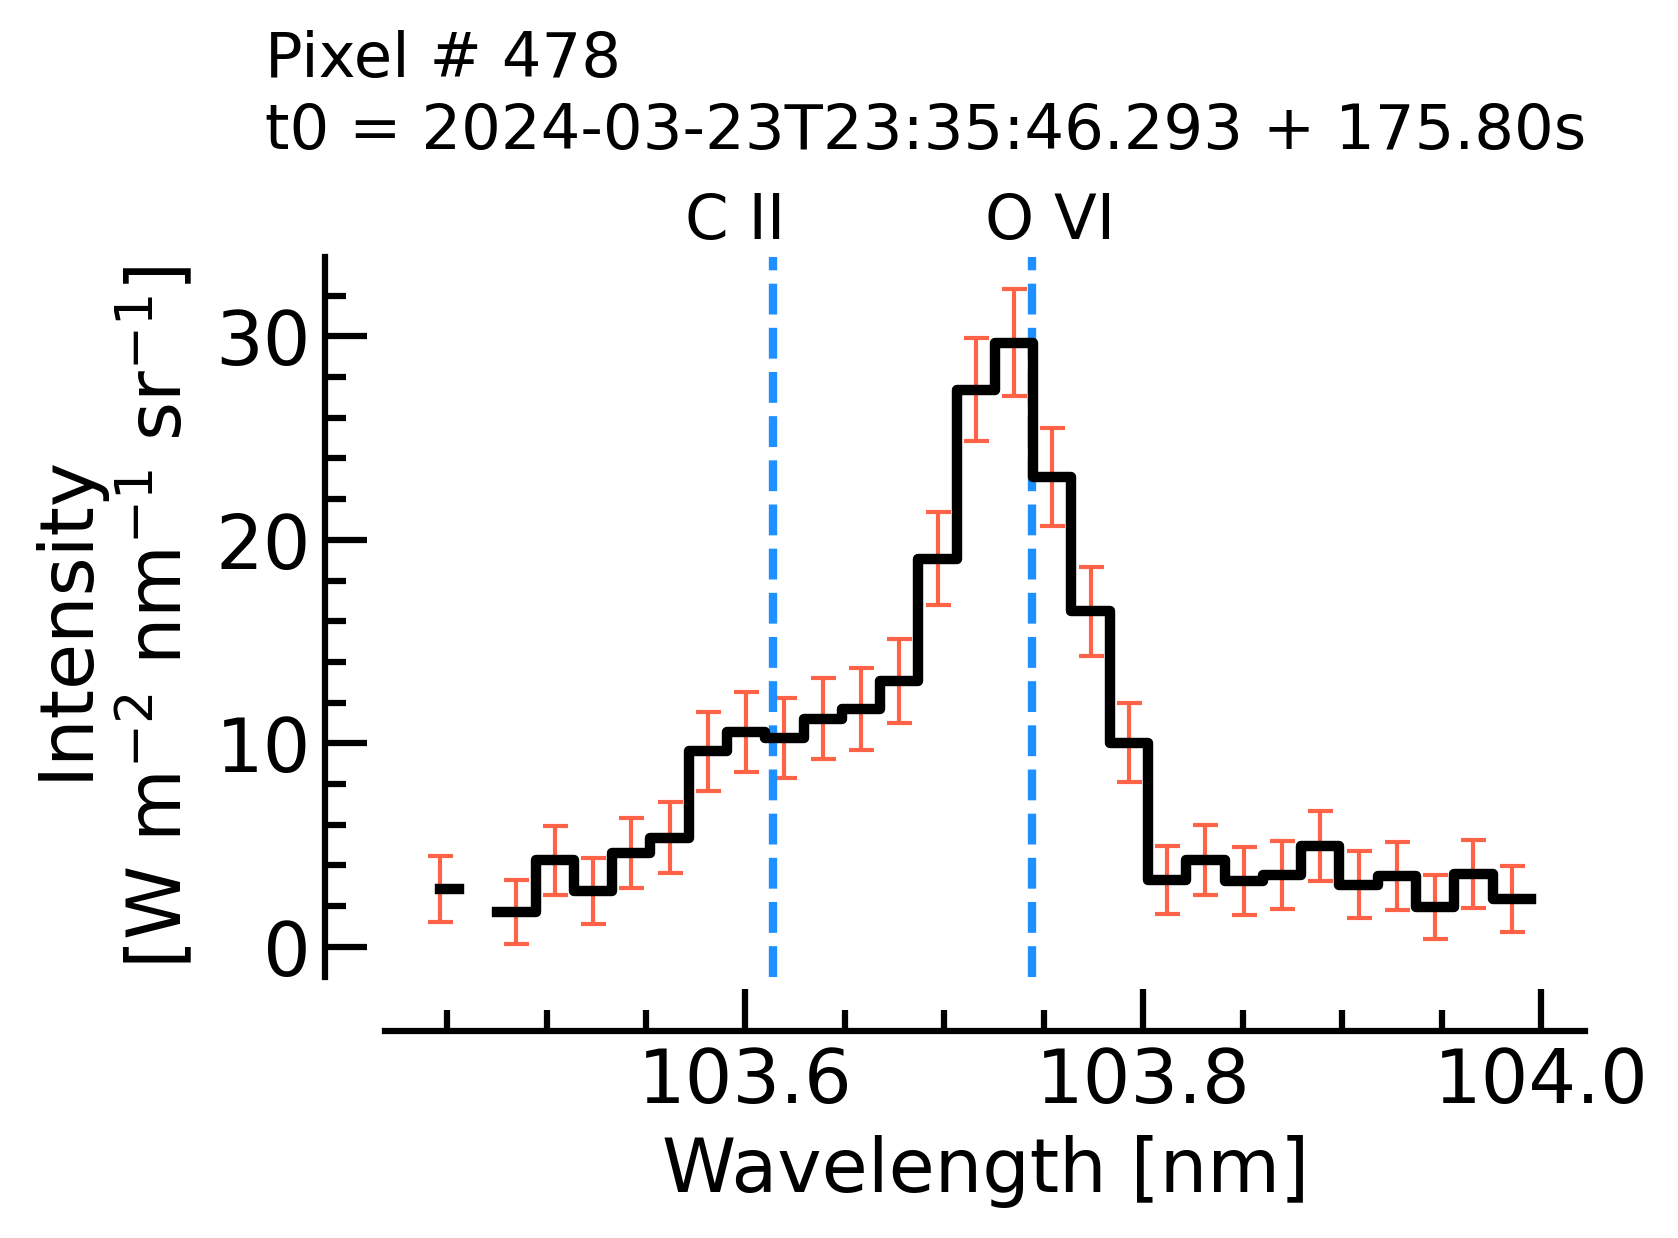 Pixel # 478
t0 = 2024-03-23T23:35:46.293 + 175.80s
C II
O VI
Intensity
[W m⁻² nm⁻¹ sr⁻¹]
30
20
10
0
103.6
103.8
104.0
Wavelength [nm]